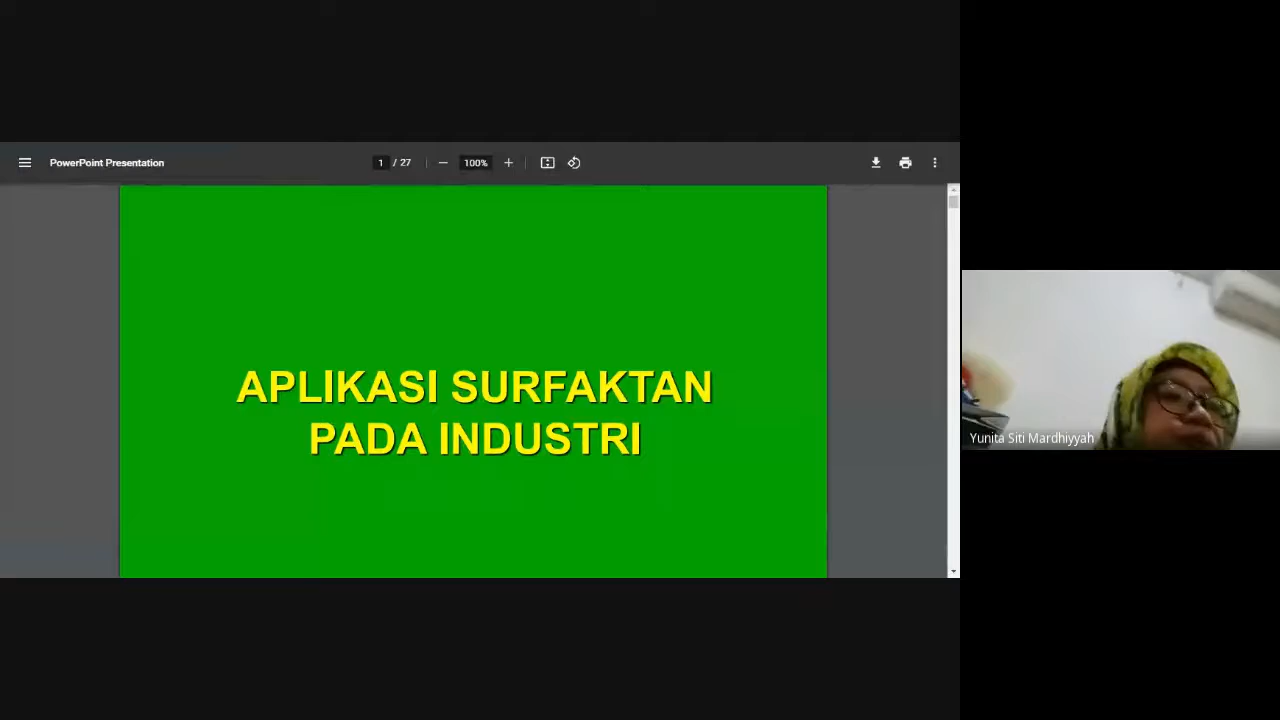 PowerPoint Presentation
1 / 27
100%
APLIKASI SURFAKTAN
PADA INDUSTRI
Yunita Siti Mardhiyyah